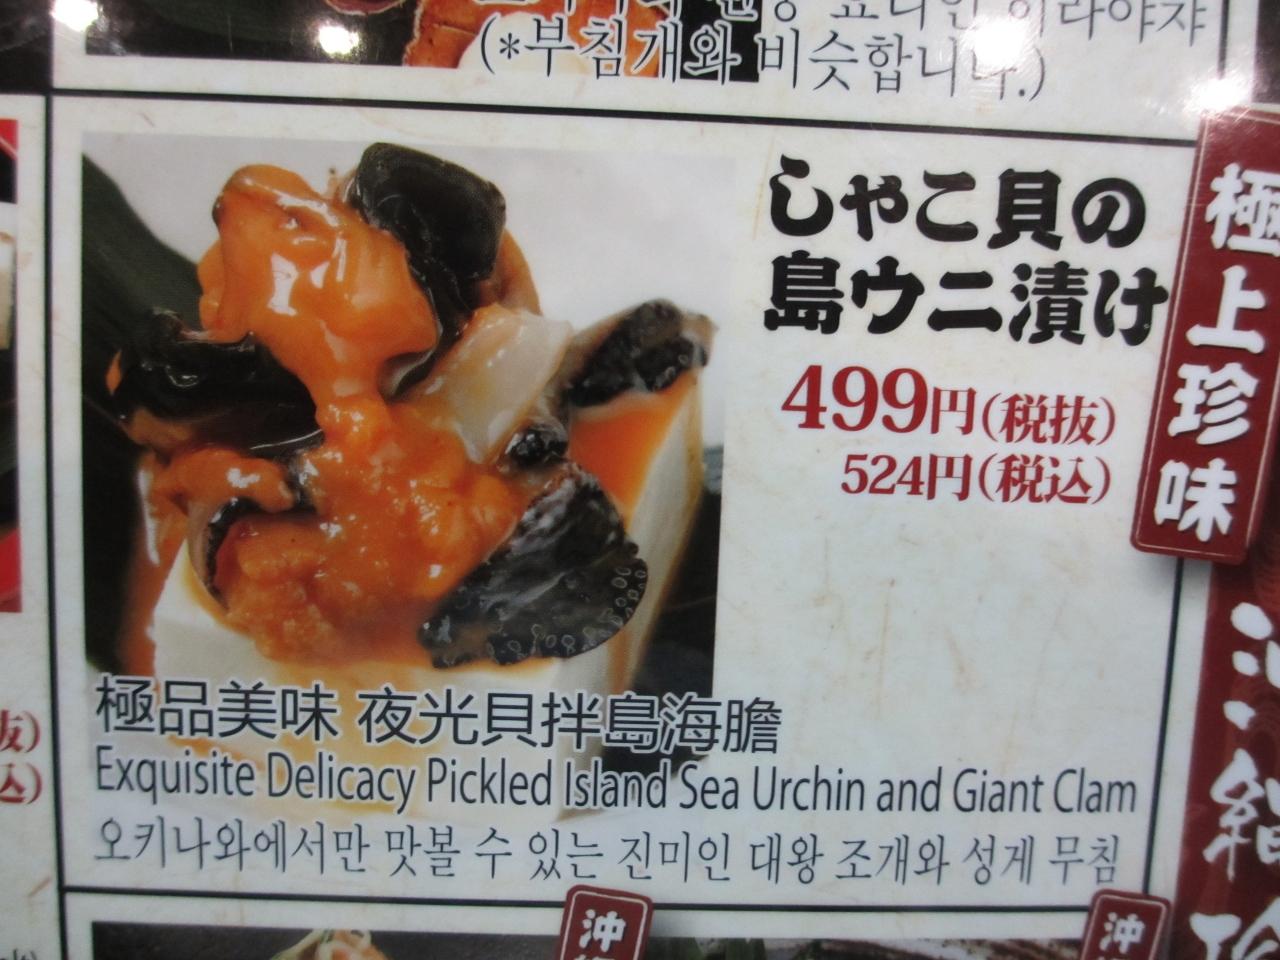 (*부침개와 비슷합니다.)
しゃこ貝の
島ウニ漬け
499円(税抜)
524円(税込)
極上珍味
極品美味 夜光貝拌島海膽
Exquisite Delicacy Pickled Island Sea Urchin and Giant Clam
오키나와에서만 맛볼 수 있는 진미인 대왕 조개와 성게 무침
抜)
込)
沖
沖